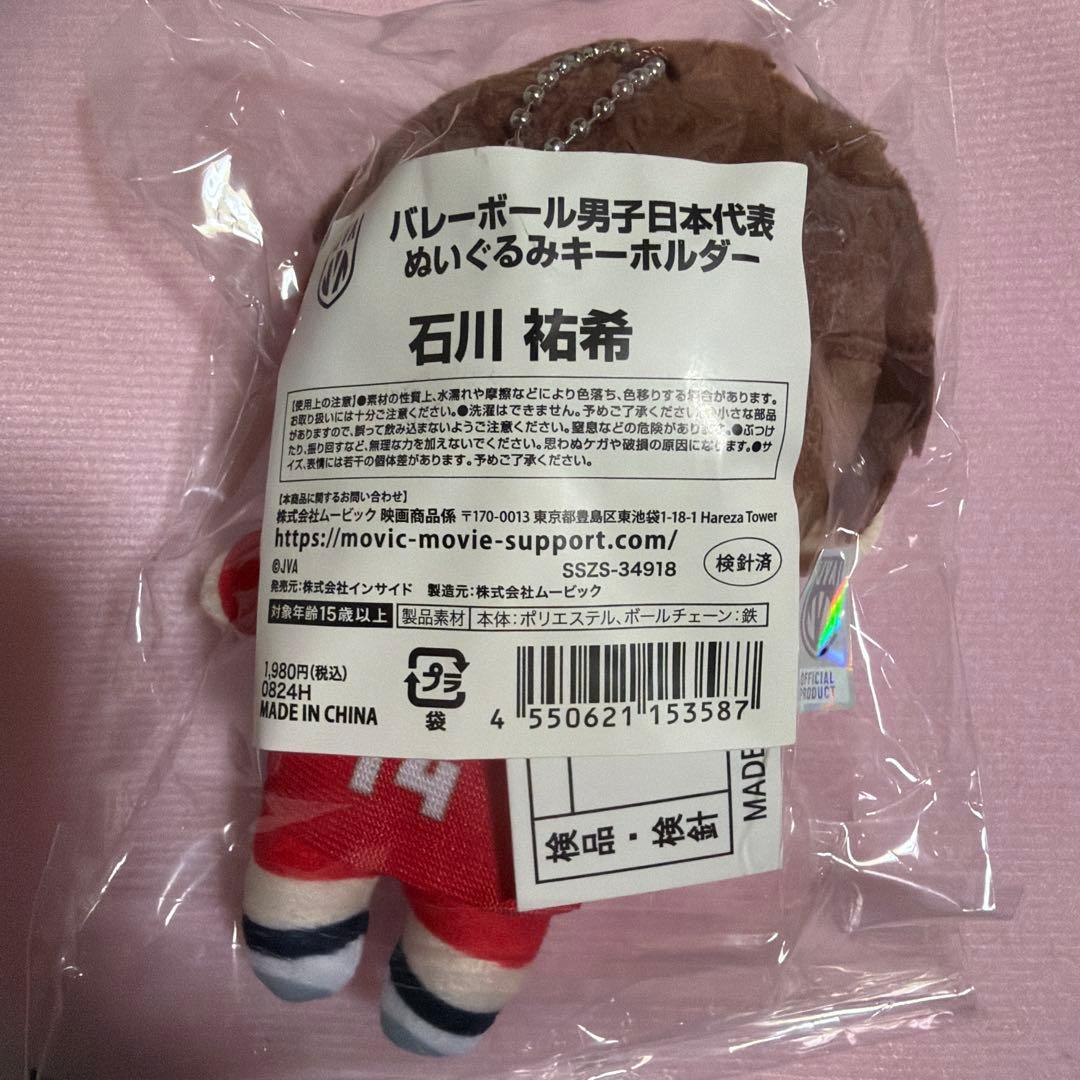 JVA
バレーボール男子日本代表
ぬいぐるみキーホルダー
石川 祐希
【使用上の注意】●素材の性質上、水濡れや摩擦などにより色落ち、色移りする場合があります。
お取り扱いには十分ご注意ください。●洗濯はできません。予めご了承ください。●小さな部品
がありますので、誤って飲み込まないようご注意ください。窒息などの危険があります。●ぶつけ
たり、振り回すなど、無理な力を加えないでください。思わぬケガや破損の原因になります。●サ
イズ、表情には若干の個体差があります。予めご了承ください。
【本商品に関するお問い合わせ】
株式会社ムービック 映画商品係 〒170-0013 東京都豊島区東池袋1-18-1 Hareza Tower
https://movic-movie-support.com/
©JVA
SSZS-34918
検針済
発売元：株式会社インサイド 製造元：株式会社ムービック
対象年齢15歳以上 製品素材 本体：ポリエステル、ボールチェーン：鉄
1,980円(税込)
0824H
MADE IN CHINA
プラ
袋
4 550621 153587
JVA
OFFICIAL
PRODUCT
14
検品・検針
MADE